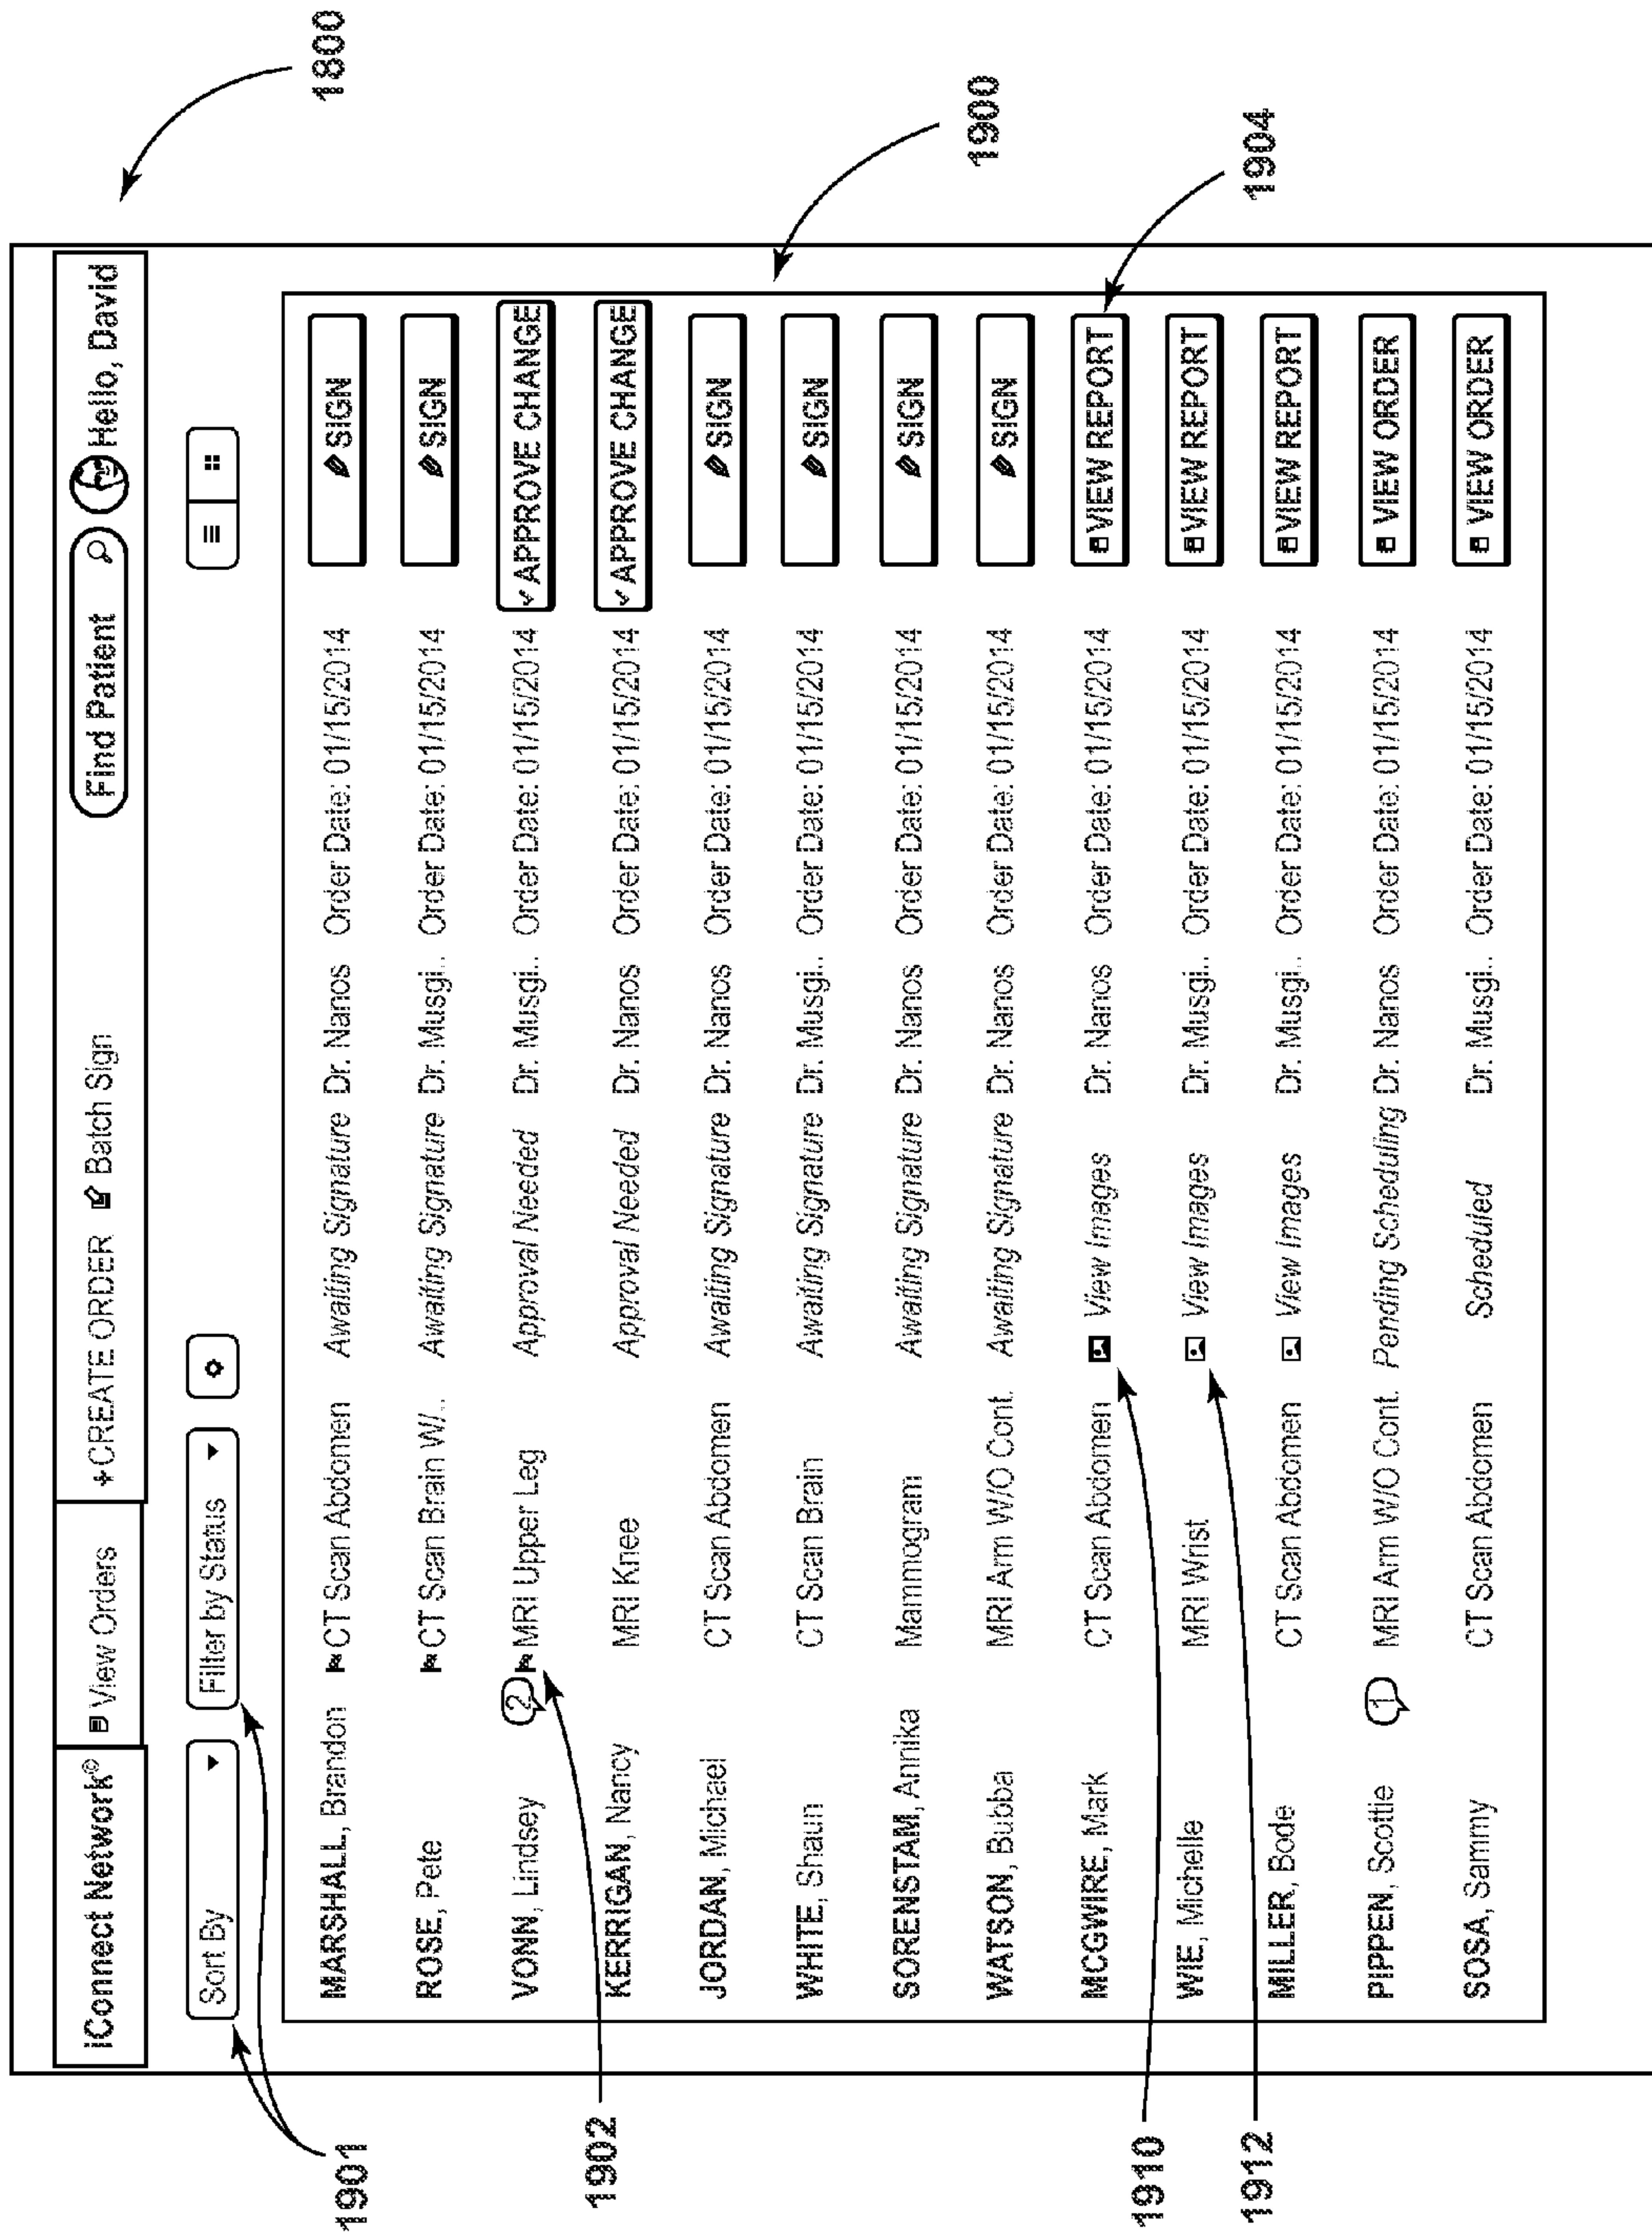 1800
iConnect Network© View Orders +CREATE ORDER Batch Sign Find Patient Hello, David
Sort By Filter by Status
1901
MARSHALL, Brandon CT Scan Abdomen Awaiting Signature Dr. Nanos Order Date: 01/15/2014 SIGN
ROSE, Pete CT Scan Brain W/... Awaiting Signature Dr. Musgi... Order Date: 01/15/2014 SIGN
VONN, Lindsey 2 MRI Upper Leg Approval Needed Dr. Musgi... Order Date: 01/15/2014 ✓ APPROVE CHANGE
1902
KERRIGAN, Nancy MRI Knee Approval Needed Dr. Nanos Order Date: 01/15/2014 ✓ APPROVE CHANGE
JORDAN, Michael CT Scan Abdomen Awaiting Signature Dr. Nanos Order Date: 01/15/2014 SIGN
1900
WHITE, Shaun CT Scan Brain Awaiting Signature Dr. Musgi... Order Date: 01/15/2014 SIGN
SORENSTAM, Annika Mammogram Awaiting Signature Dr. Nanos Order Date: 01/15/2014 SIGN
WATSON, Bubba MRI Arm W/O Cont. Awaiting Signature Dr. Nanos Order Date: 01/15/2014 SIGN
MCGWIRE, Mark CT Scan Abdomen View Images Dr. Nanos Order Date: 01/15/2014 VIEW REPORT
1904
1910
WIE, Michelle MRI Wrist View Images Dr. Musgi... Order Date: 01/15/2014 VIEW REPORT
1912
MILLER, Bode CT Scan Abdomen View Images Dr. Musgi... Order Date: 01/15/2014 VIEW REPORT
PIPPEN, Scottie 1 MRI Arm W/O Cont. Pending Scheduling Dr. Nanos Order Date: 01/15/2014 VIEW ORDER
SOSA, Sammy CT Scan Abdomen Scheduled Dr. Musgi... Order Date: 01/15/2014 VIEW ORDER